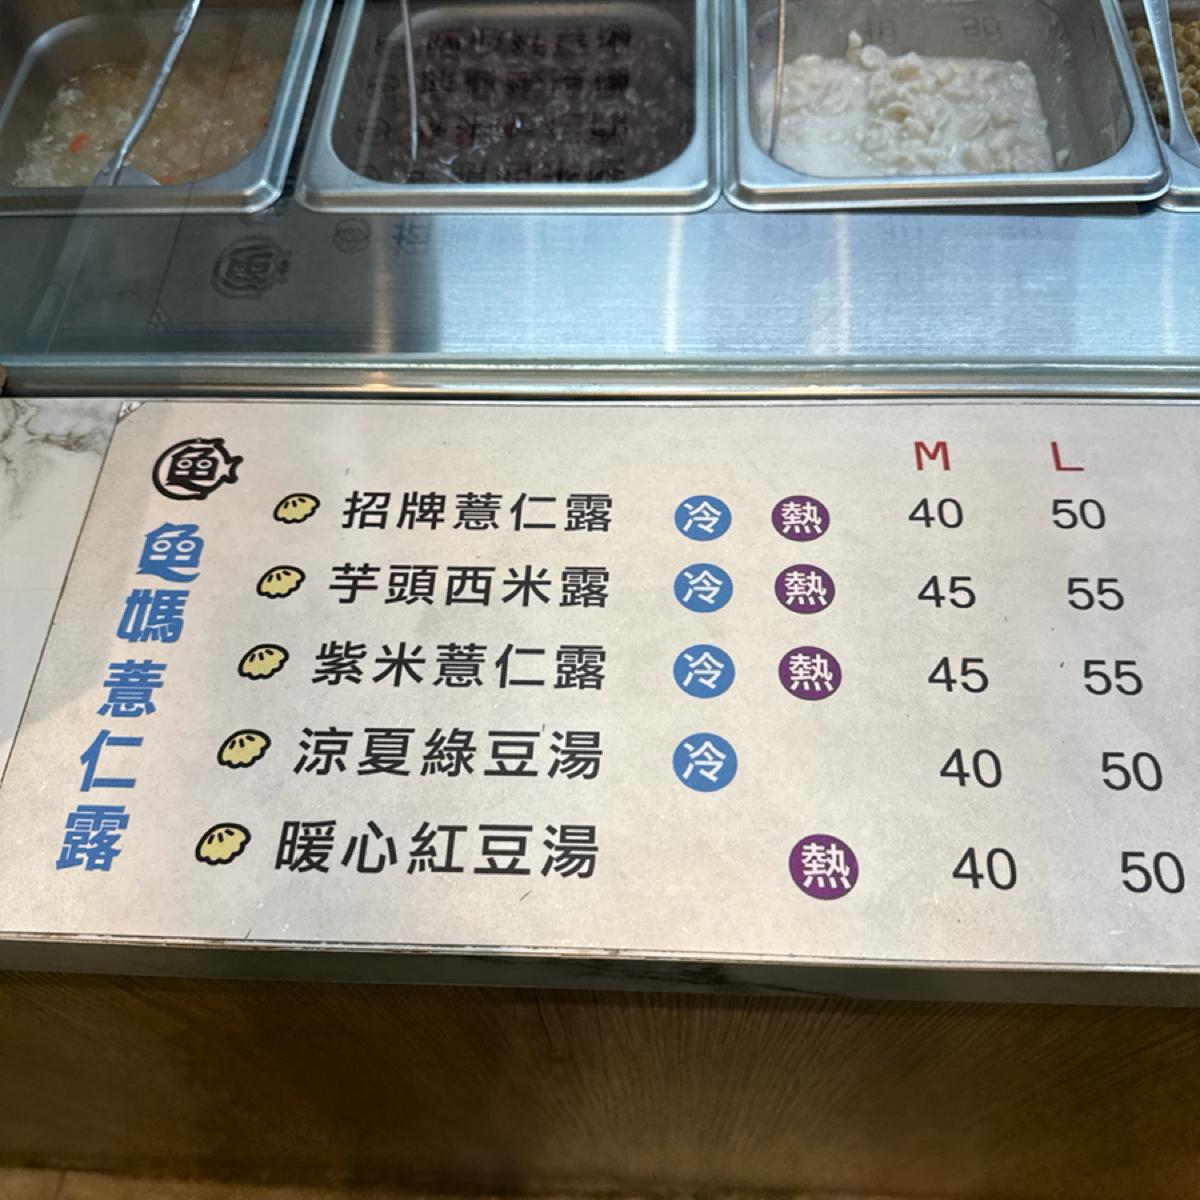 M L
招牌薏仁露 冷 熱 40 50
芋頭西米露 冷 熱 45 55
紫米薏仁露 冷 熱 45 55
涼夏綠豆湯 冷 40 50
暖心紅豆湯 熱 40 50
魚媽薏仁露